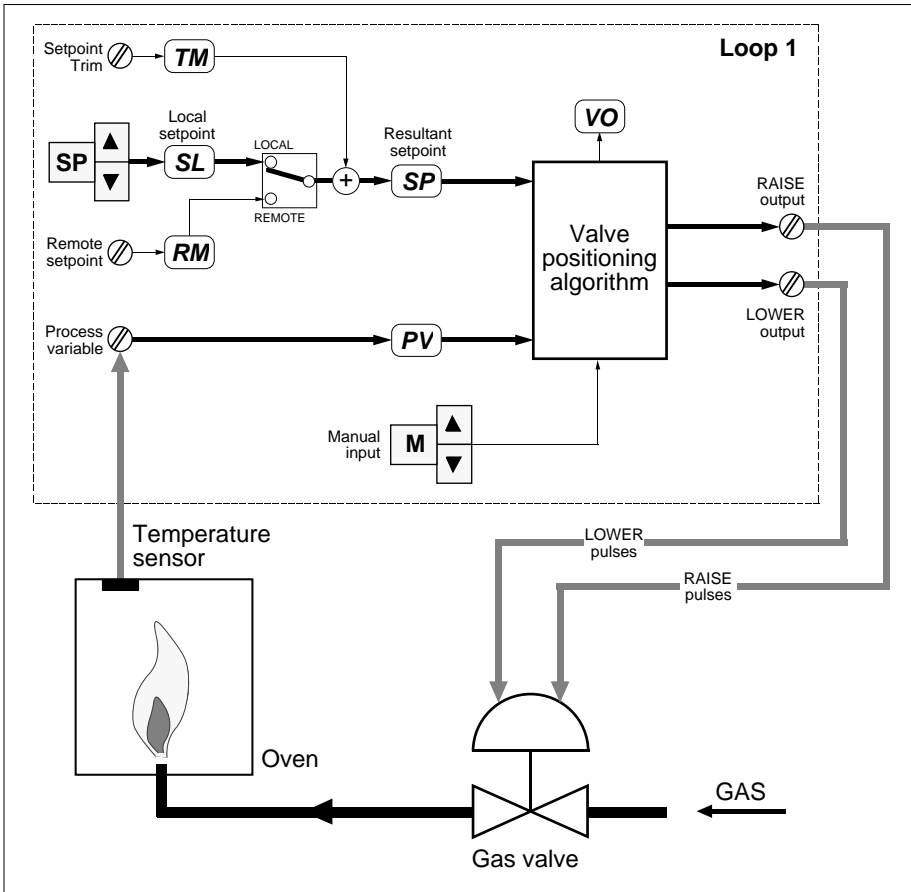 Loop 1
Setpoint
Trim
TM
VO
Local
setpoint
Resultant
setpoint
SP
SL
LOCAL
+
SP
REMOTE
Remote
setpoint
RM
RAISE
output
Valve
positioning
algorithm
LOWER
output
Process
variable
PV
Manual
input
M
Temperature
sensor
LOWER
pulses
RAISE
pulses
Oven
GAS
Gas valve